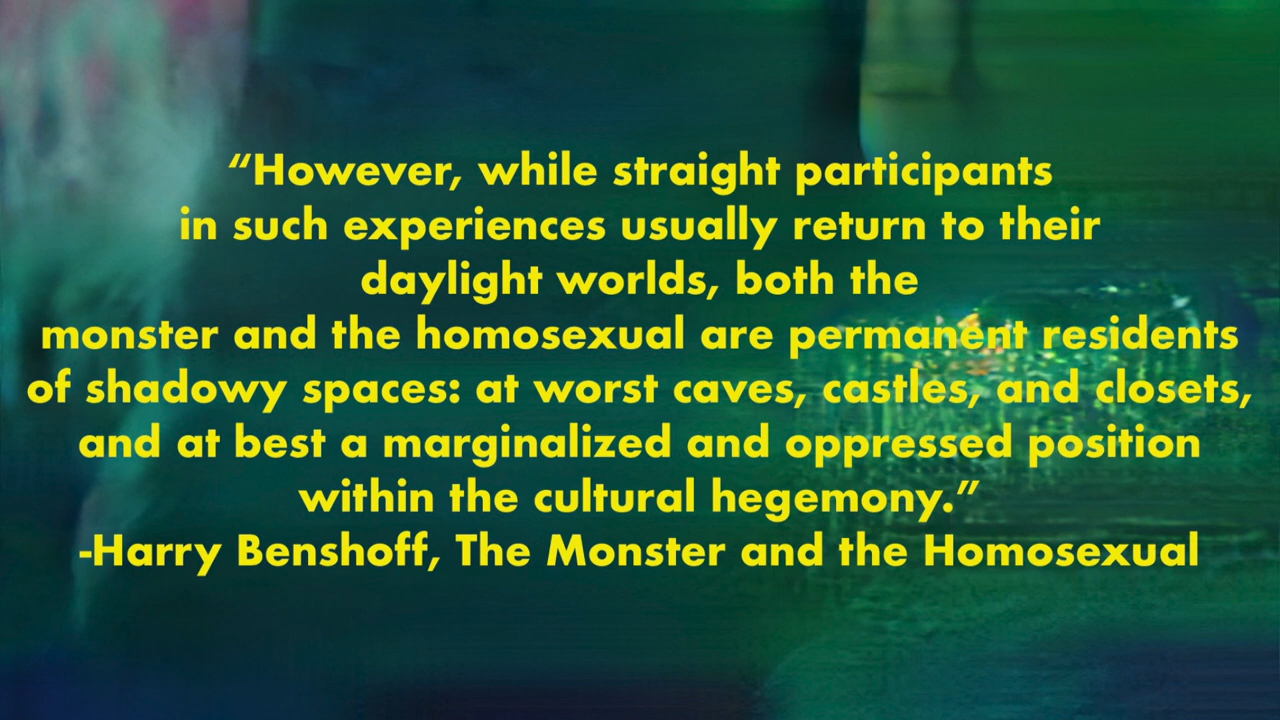 “However, while straight participants
in such experiences usually return to their
daylight worlds, both the
monster and the homosexual are permanent residents
of shadowy spaces: at worst caves, castles, and closets,
and at best a marginalized and oppressed position
within the cultural hegemony.”
-Harry Benshoff, The Monster and the Homosexual